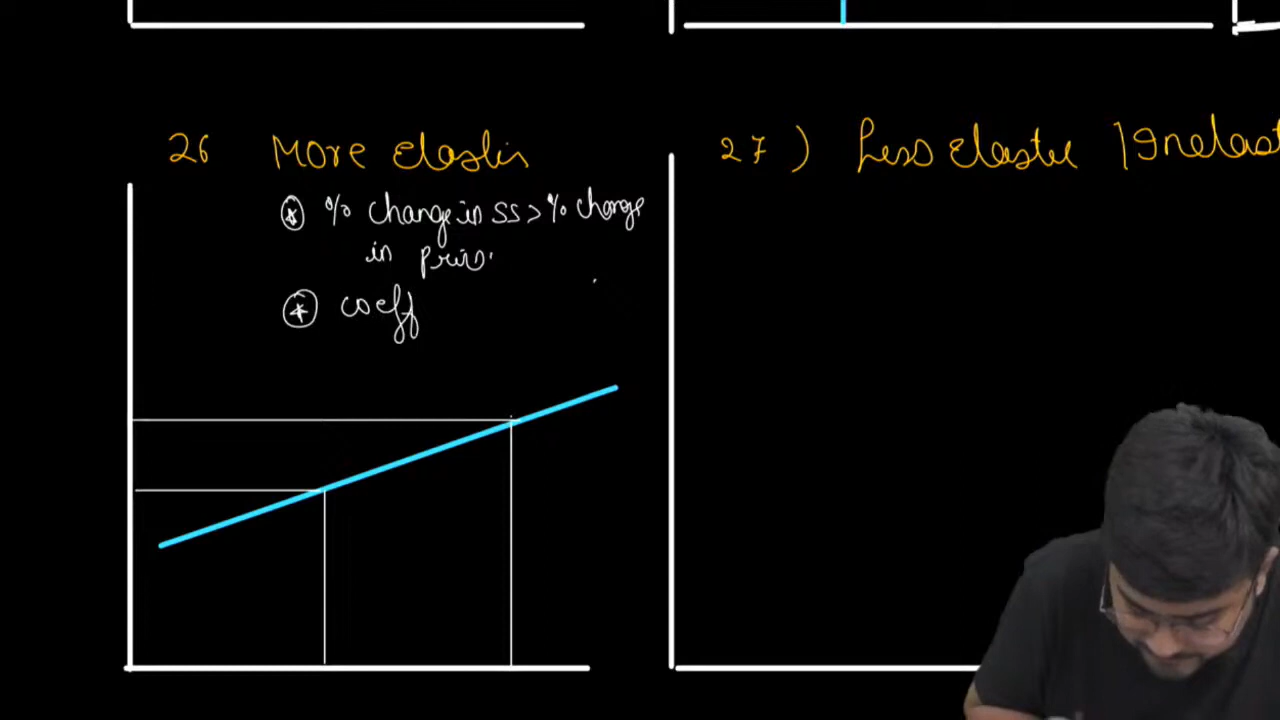 26 More elastic
* % change in SS > % change
in price
* coeff
27) Less elastic / Inelast